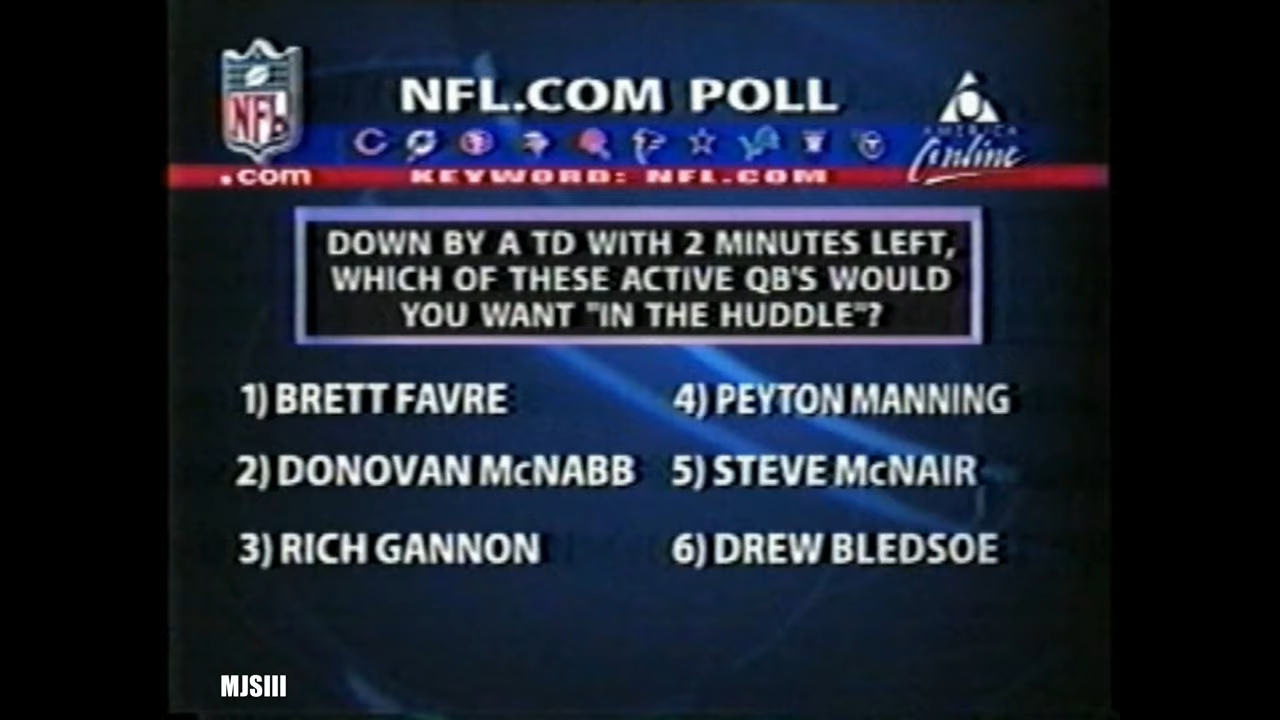 NFL.COM POLL
NFL
.com
KEYWORD: NFL.COM
AMERICA
Online
DOWN BY A TD WITH 2 MINUTES LEFT,
WHICH OF THESE ACTIVE QB'S WOULD
YOU WANT "IN THE HUDDLE"?
1) BRETT FAVRE
2) DONOVAN McNABB
3) RICH GANNON
4) PEYTON MANNING
5) STEVE McNAIR
6) DREW BLEDSOE
MJSIII